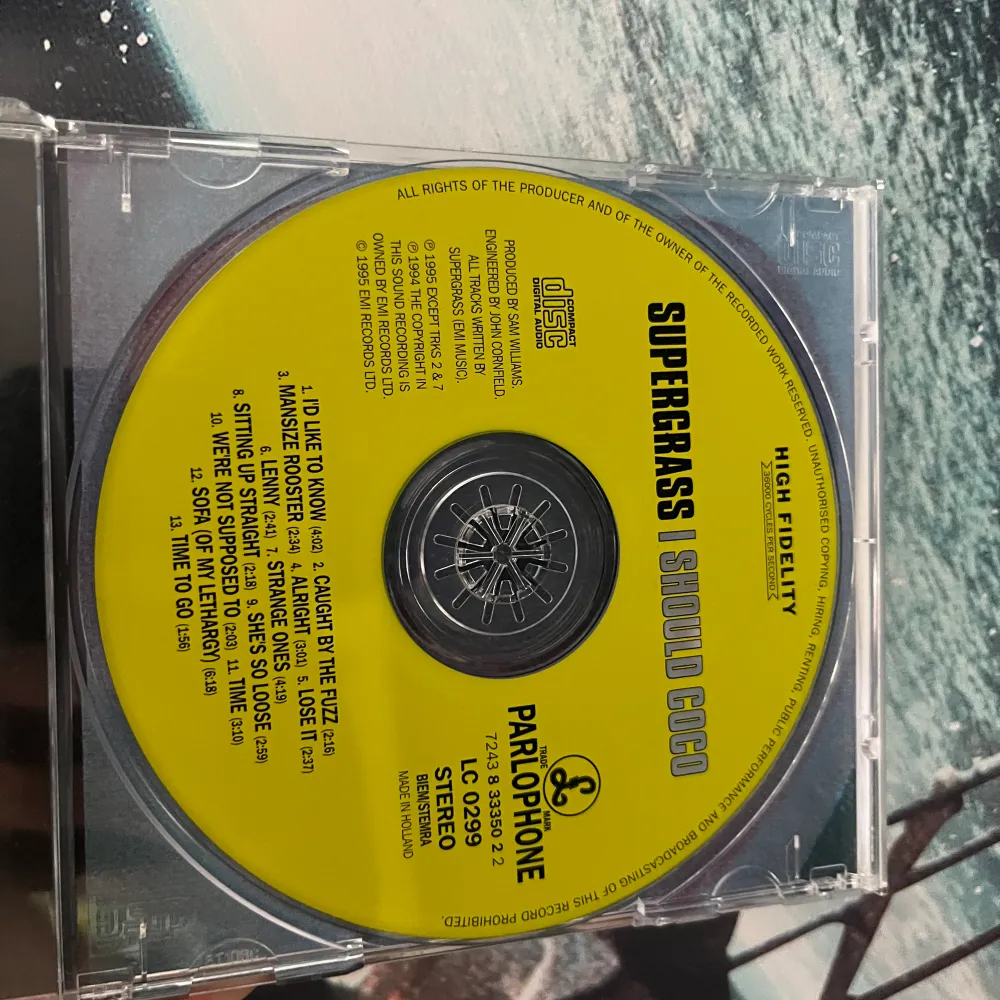 ALL RIGHTS OF THE PRODUCER AND OF THE OWNER OF THE RECORDED WORK RESERVED. UNAUTHORISED COPYING, HIRING, RENTING, PUBLIC PERFORMANCE AND BROADCASTING OF THIS RECORD PROHIBITED.
HIGH FIDELITY
36000 CYCLES PER SECOND
SUPERGRASS I SHOULD COCO
COMPACT
disc
DIGITAL AUDIO
PRODUCED BY SAM WILLIAMS.
ENGINEERED BY JOHN CORNFIELD.
ALL TRACKS WRITTEN BY
SUPERGRASS (EMI MUSIC).
℗ 1995 EXCEPT TRKS 2 & 7
℗ 1994 THE COPYRIGHT IN
THIS SOUND RECORDING IS
OWNED BY EMI RECORDS LTD.
© 1995 EMI RECORDS LTD.
£
TRADE MARK
PARLOPHONE
7243 8 33350 2 2
LC 0299
STEREO
BIEM/STEMRA
MADE IN HOLLAND
1. I'D LIKE TO KNOW (4:02) 2. CAUGHT BY THE FUZZ (2:16)
3. MANSIZE ROOSTER (2:34) 4. ALRIGHT (3:01) 5. LOSE IT (2:37)
6. LENNY (2:41) 7. STRANGE ONES (4:19)
8. SITTING UP STRAIGHT (2:18) 9. SHE'S SO LOOSE (2:59)
10. WE'RE NOT SUPPOSED TO (2:03) 11. TIME (3:10)
12. SOFA (OF MY LETHARGY) (6:18)
13. TIME TO GO (1:56)
COMPACT
disc
DIGITAL AUDIO